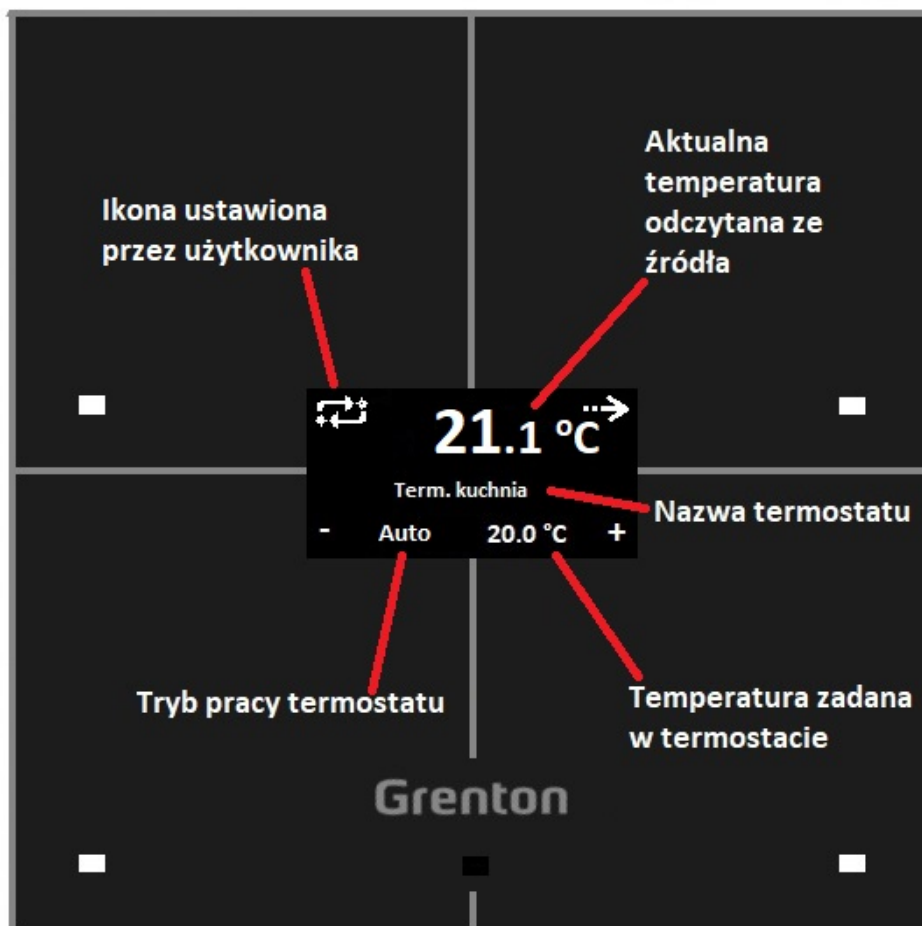 Aktualna
temperatura
odczytana ze
źródła
Ikona ustawiona
przez użytkownika
21.1 °C
Term. kuchnia
Nazwa termostatu
- Auto 20.0 °C +
Tryb pracy termostatu
Temperatura zadana
w termostacie
Grenton